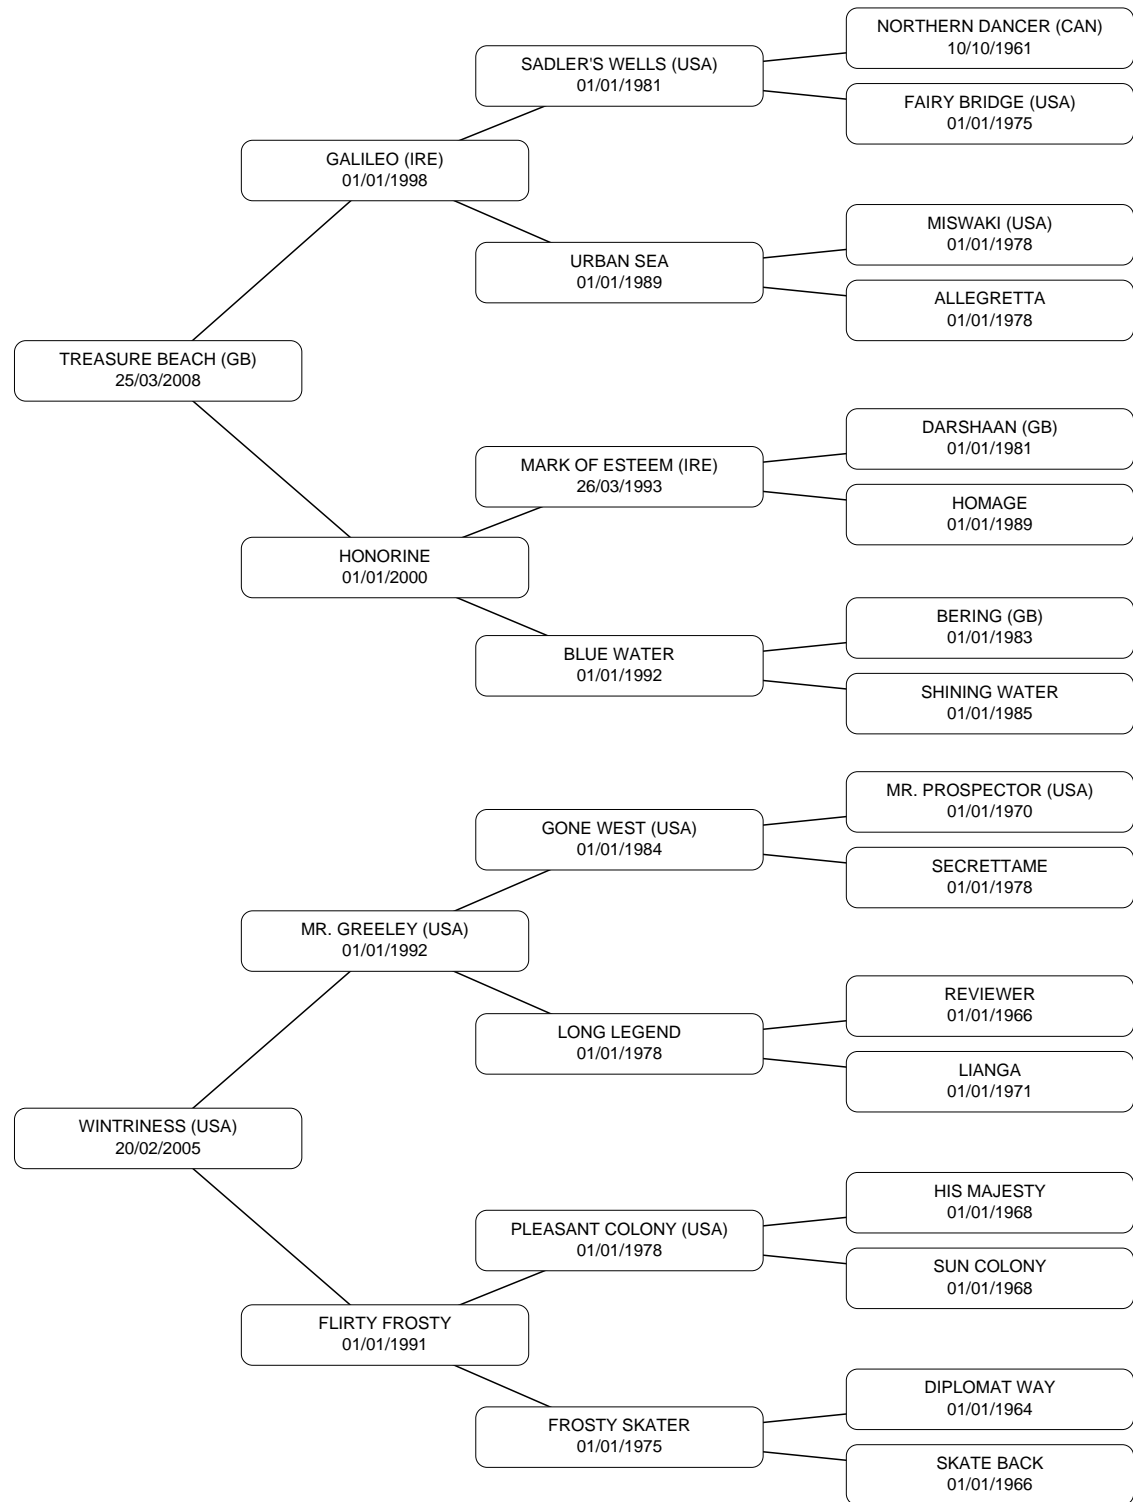 NORTHERN DANCER (CAN)
10/10/1961
SADLER'S WELLS (USA)
01/01/1981
FAIRY BRIDGE (USA)
01/01/1975
GALILEO (IRE)
01/01/1998
MISWAKI (USA)
01/01/1978
URBAN SEA
01/01/1989
ALLEGRETTA
01/01/1978
TREASURE BEACH (GB)
25/03/2008
DARSHAAN (GB)
01/01/1981
MARK OF ESTEEM (IRE)
26/03/1993
HOMAGE
01/01/1989
HONORINE
01/01/2000
BERING (GB)
01/01/1983
BLUE WATER
01/01/1992
SHINING WATER
01/01/1985
MR. PROSPECTOR (USA)
01/01/1970
GONE WEST (USA)
01/01/1984
SECRETTAME
01/01/1978
MR. GREELEY (USA)
01/01/1992
REVIEWER
01/01/1966
LONG LEGEND
01/01/1978
LIANGA
01/01/1971
WINTRINESS (USA)
20/02/2005
HIS MAJESTY
01/01/1968
PLEASANT COLONY (USA)
01/01/1978
SUN COLONY
01/01/1968
FLIRTY FROSTY
01/01/1991
DIPLOMAT WAY
01/01/1964
FROSTY SKATER
01/01/1975
SKATE BACK
01/01/1966